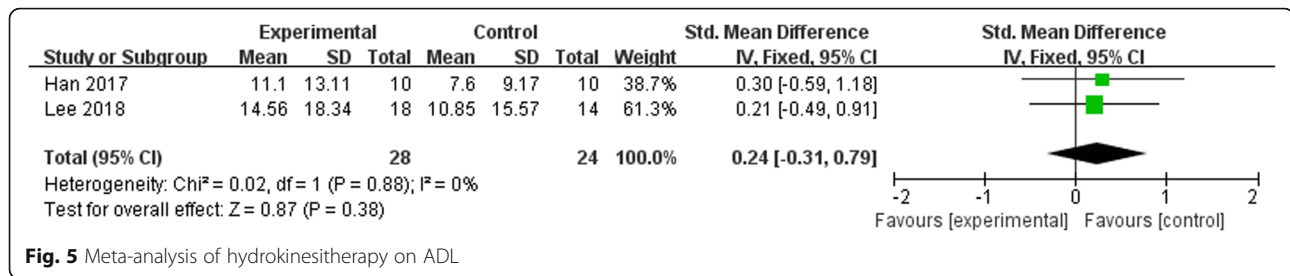 Experimental Control Std. Mean Difference Std. Mean Difference
Study or Subgroup Mean SD Total Mean SD Total Weight IV, Fixed, 95% CI IV, Fixed, 95% CI
Han 2017 11.1 13.11 10 7.6 9.17 10 38.7% 0.30 [-0.59, 1.18]
Lee 2018 14.56 18.34 18 10.85 15.57 14 61.3% 0.21 [-0.49, 0.91]
Total (95% CI) 28 24 100.0% 0.24 [-0.31, 0.79]
Heterogeneity: Chi² = 0.02, df = 1 (P = 0.88); I² = 0%
Test for overall effect: Z = 0.87 (P = 0.38)
-2 -1 0 1 2
Favours [experimental] Favours [control]
Fig. 5 Meta-analysis of hydrokinesitherapy on ADL